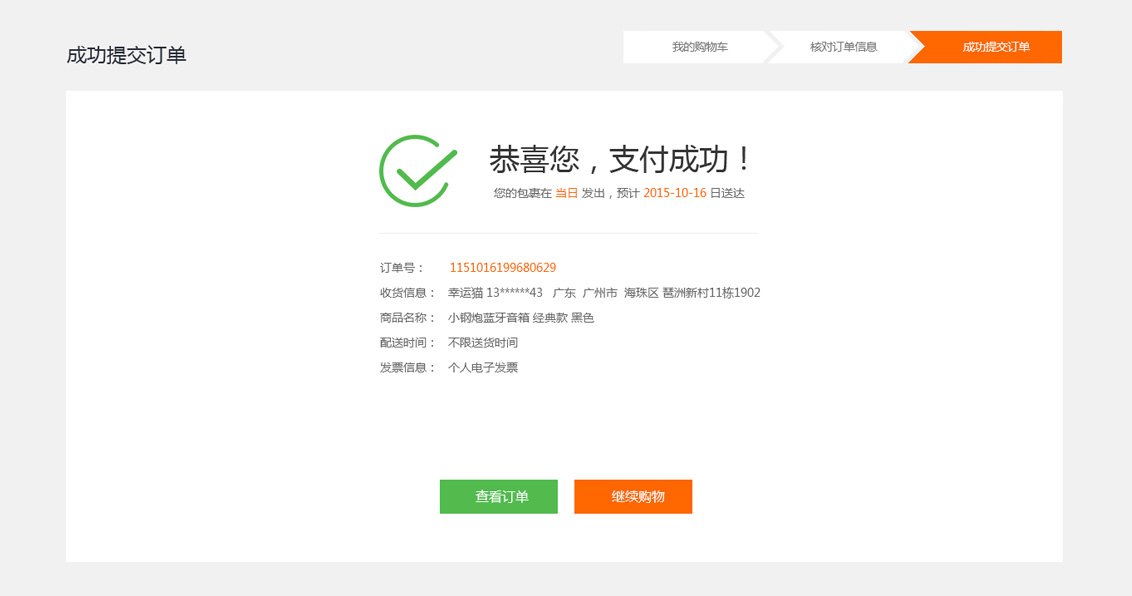 成功提交订单
我的购物车 核对订单信息 成功提交订单
恭喜您，支付成功！
您的包裹在 当日 发出，预计 2015-10-16 日送达
订单号： 1151016199680629
收货信息： 幸运猫 13******43 广东 广州市 海珠区 琶洲新村11栋1902
商品名称： 小钢炮蓝牙音箱 经典款 黑色
配送时间： 不限送货时间
发票信息： 个人电子发票
查看订单 继续购物